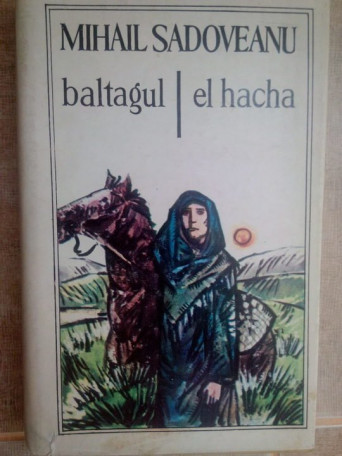 MIHAIL SADOVEANU
baltagul | el hacha